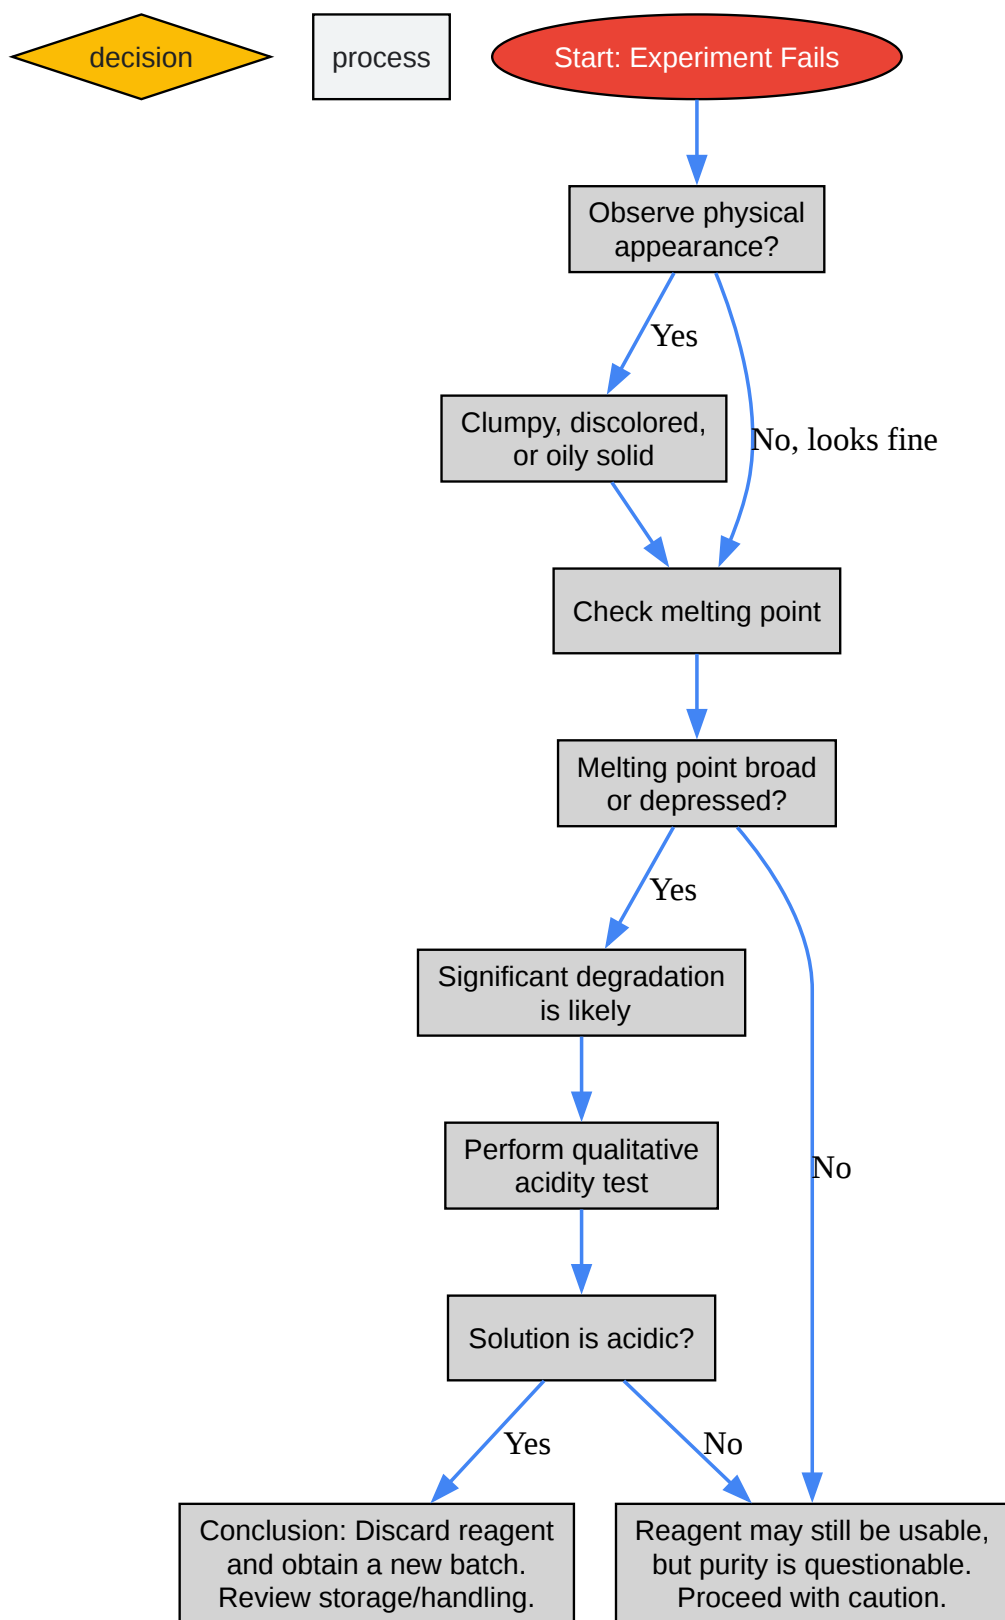 decision
process
Start: Experiment Fails
Observe physical
appearance?
Yes
No, looks fine
Clumpy, discolored,
or oily solid
Check melting point
Melting point broad
or depressed?
Yes
No
Significant degradation
is likely
Perform qualitative
acidity test
Solution is acidic?
Yes
No
Conclusion: Discard reagent
and obtain a new batch.
Review storage/handling.
Reagent may still be usable,
but purity is questionable.
Proceed with caution.